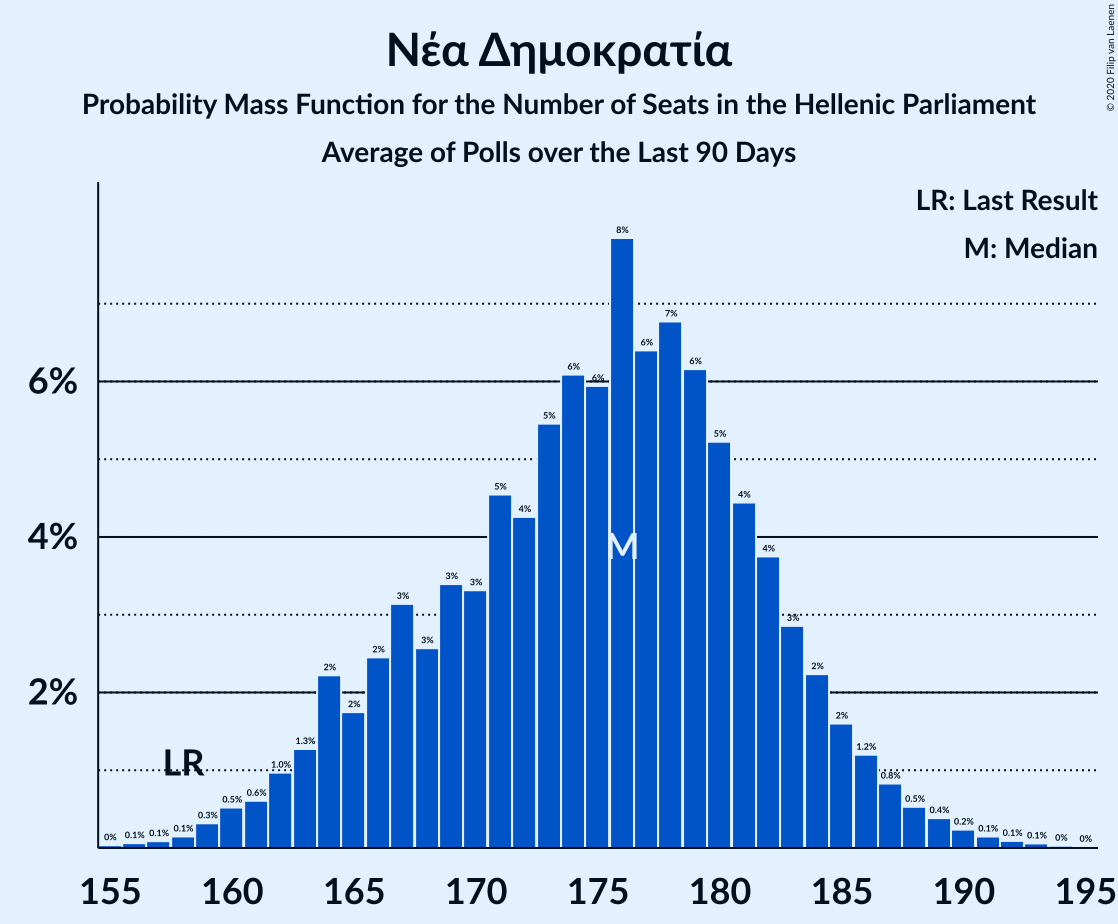 Νέα Δημοκρατία
Probability Mass Function for the Number of Seats in the Hellenic Parliament
Average of Polls over the Last 90 Days
© 2020 Filip van Laenen
LR: Last Result
M: Median
6%
4%
2%
0% 0.1% 0.1% 0.1% 0.3% 0.5% 0.6% 1.0% 1.3% 2% 2% 2% 3% 3% 3% 3% 5% 4% 5% 6% 6% 8% 6% 7% 6% 5% 4% 4% 3% 2% 2% 1.2% 0.8% 0.5% 0.4% 0.2% 0.1% 0.1% 0.1% 0% 0%
LR
M
155 160 165 170 175 180 185 190 195